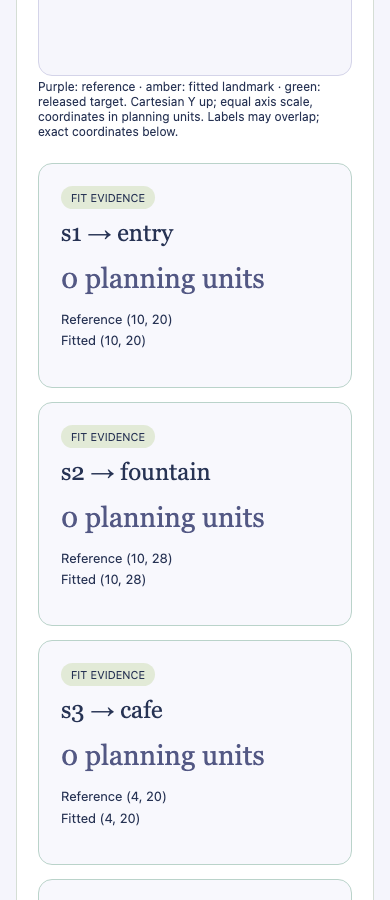 Purple: reference · amber: fitted landmark · green:
released target. Cartesian Y up; equal axis scale,
coordinates in planning units. Labels may overlap;
exact coordinates below.
FIT EVIDENCE
s1 → entry
0 planning units
Reference (10, 20)
Fitted (10, 20)
FIT EVIDENCE
s2 → fountain
0 planning units
Reference (10, 28)
Fitted (10, 28)
FIT EVIDENCE
s3 → cafe
0 planning units
Reference (4, 20)
Fitted (4, 20)